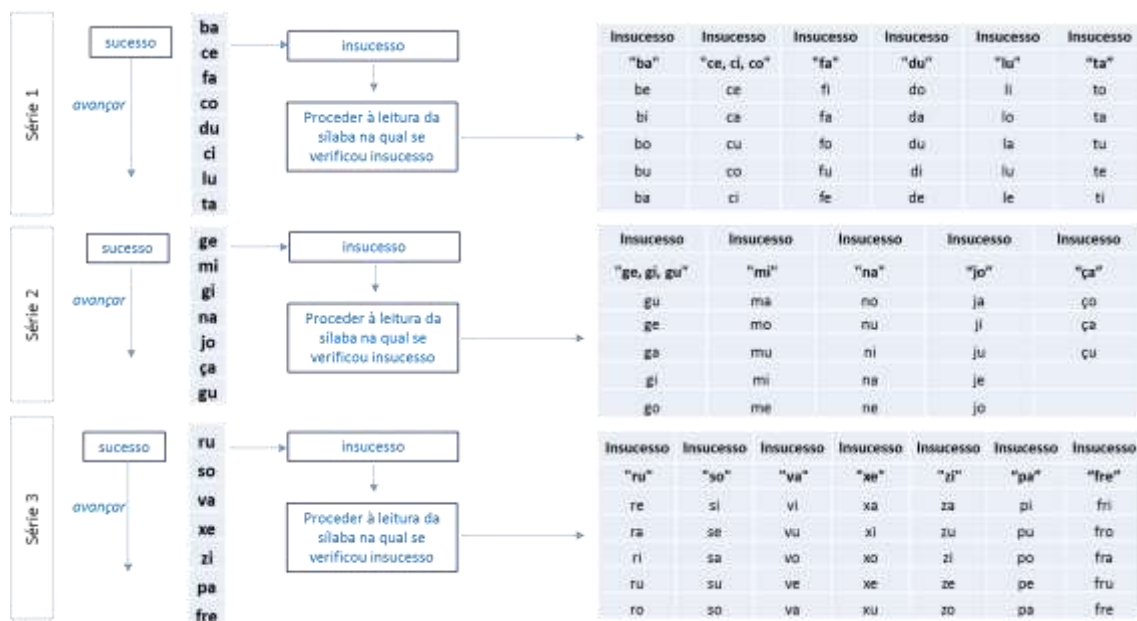 Série 1
sucesso
avançar
ba
ce
fa
co
du
ci
lu
ta
insucesso
Proceder à leitura da
sílaba na qual se
verificou insucesso
Insucesso Insucesso Insucesso Insucesso Insucesso Insucesso
"ba" "ce, ci, co" "fa" "du" "lu" "ta"
be ce fi do li to
bi ca fa da lo ta
bo cu fo du la tu
bu co fu di lu te
ba ci fe de le ti
Série 2
sucesso
avançar
ge
mi
gi
na
jo
ça
gu
insucesso
Proceder à leitura da
sílaba na qual se
verificou insucesso
Insucesso Insucesso Insucesso Insucesso Insucesso
"ge, gi, gu" "mi" "na" "jo" "ça"
gu ma no ja ço
ge mo nu ji ça
ga mu ni ju çu
gi mi na je
go me ne jo
Série 3
sucesso
avançar
ru
so
va
xe
zi
pa
fre
insucesso
Proceder à leitura da
sílaba na qual se
verificou insucesso
Insucesso Insucesso Insucesso Insucesso Insucesso Insucesso Insucesso
"ru" "so" "va" "xe" "zi" "pa" "fre"
re si vi xa za pi fri
ra se vu xi zu pu fro
ri sa vo xo zi po fra
ru su ve xe ze pe fru
ro so va xu zo pa fre